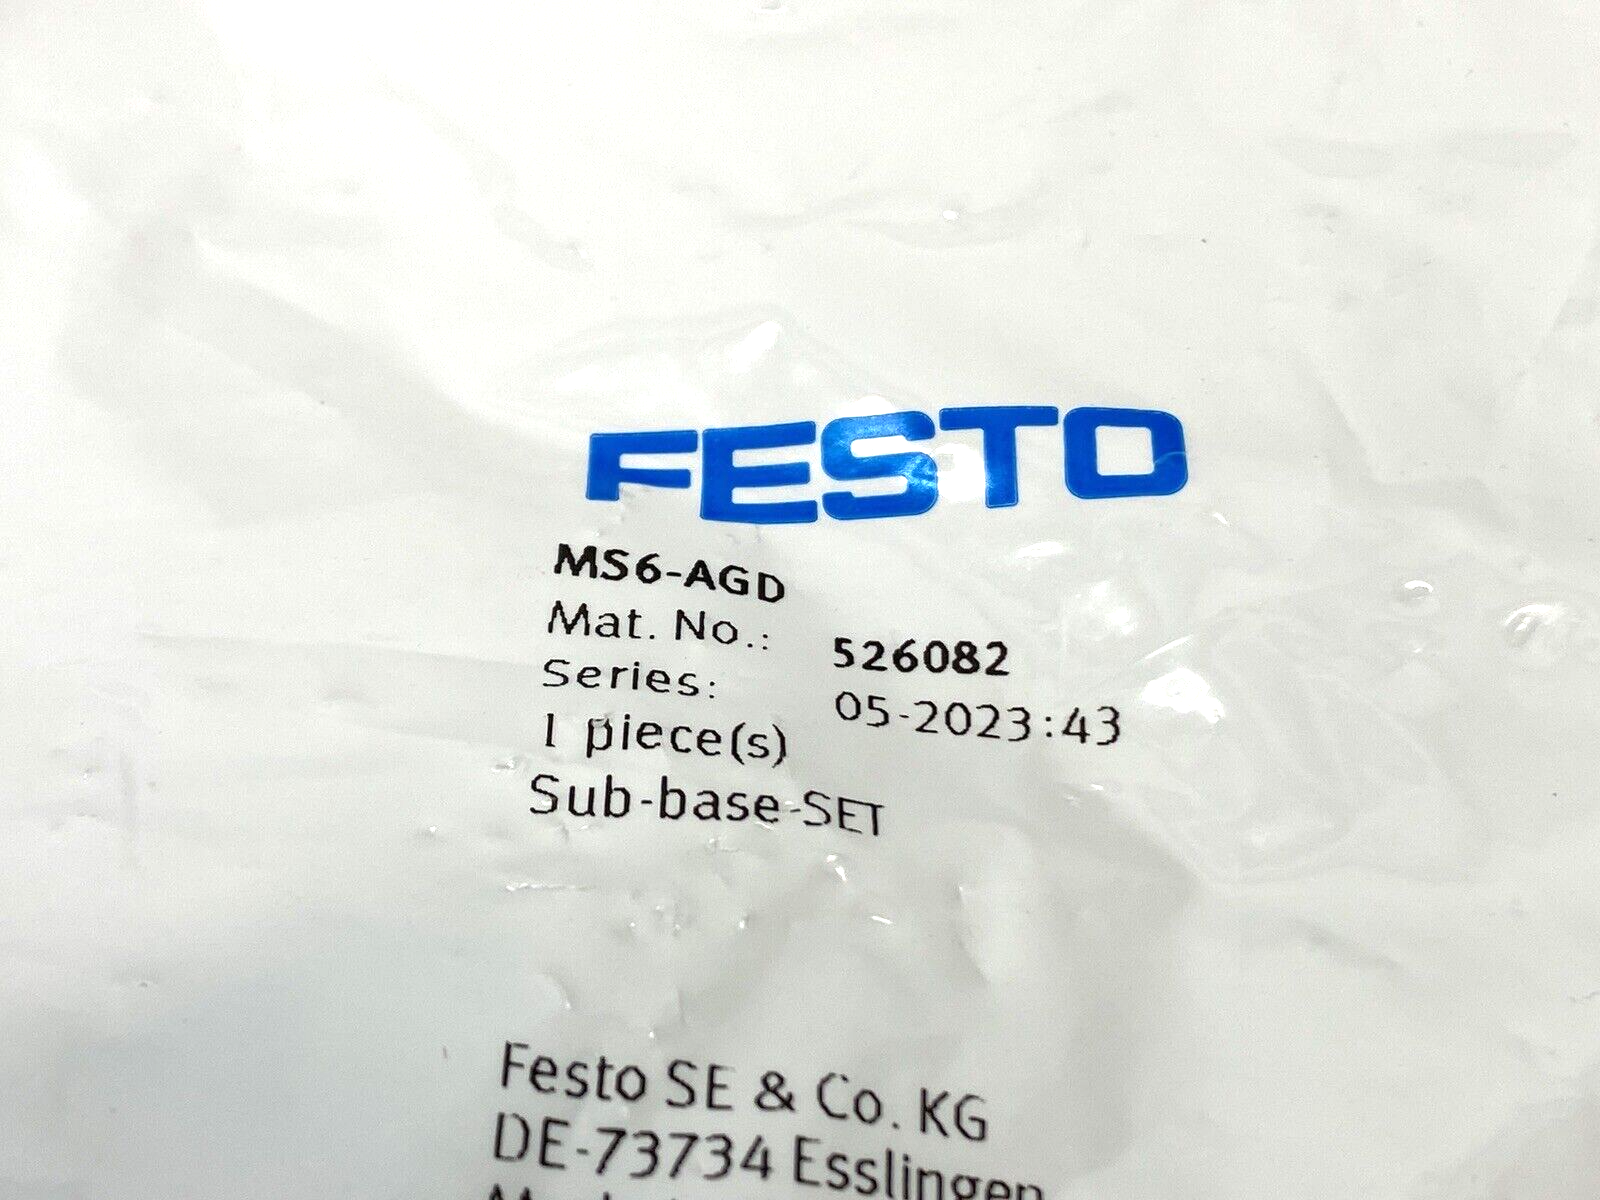 FESTO
MS6-AGD
Mat. No.: 526082
Series: 05-2023:43
1 piece(s)
Sub-base-SET
Festo SE & Co. KG
DE-73734 Esslingen